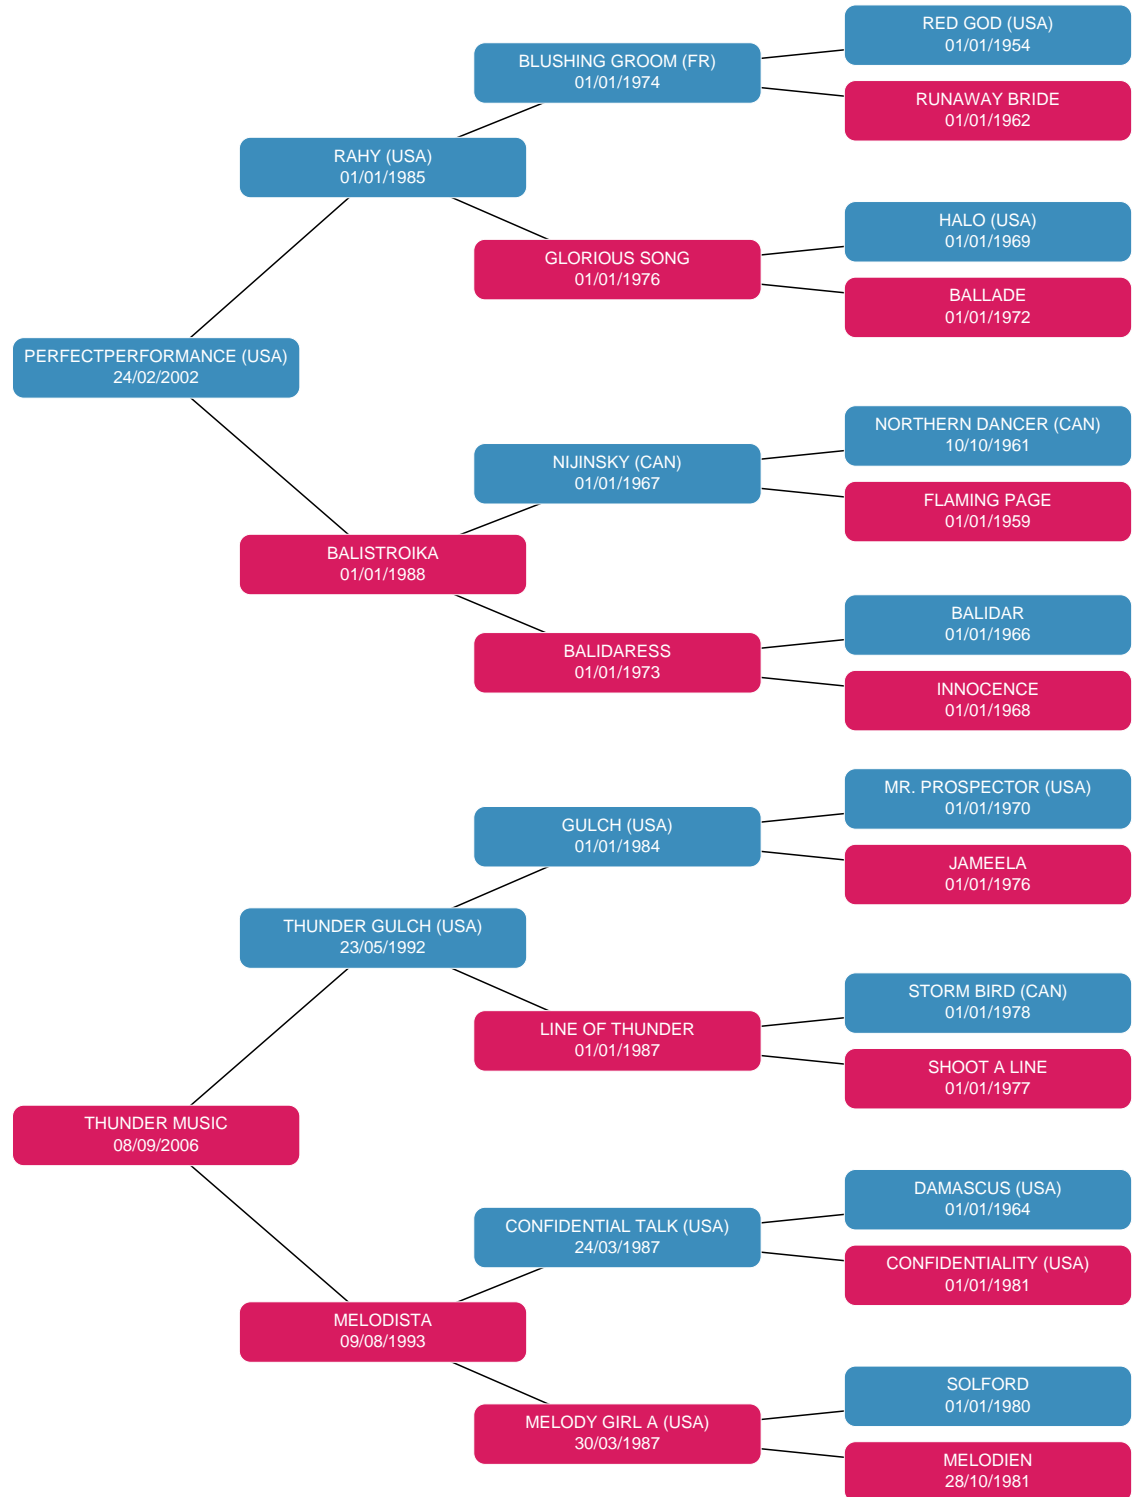 RED GOD (USA)
01/01/1954
BLUSHING GROOM (FR)
01/01/1974
RUNAWAY BRIDE
01/01/1962
RAHY (USA)
01/01/1985
HALO (USA)
01/01/1969
GLORIOUS SONG
01/01/1976
BALLADE
01/01/1972
PERFECTPERFORMANCE (USA)
24/02/2002
NORTHERN DANCER (CAN)
10/10/1961
NIJINSKY (CAN)
01/01/1967
FLAMING PAGE
01/01/1959
BALISTROIKA
01/01/1988
BALIDAR
01/01/1966
BALIDARESS
01/01/1973
INNOCENCE
01/01/1968
MR. PROSPECTOR (USA)
01/01/1970
GULCH (USA)
01/01/1984
JAMEELA
01/01/1976
THUNDER GULCH (USA)
23/05/1992
STORM BIRD (CAN)
01/01/1978
LINE OF THUNDER
01/01/1987
SHOOT A LINE
01/01/1977
THUNDER MUSIC
08/09/2006
DAMASCUS (USA)
01/01/1964
CONFIDENTIAL TALK (USA)
24/03/1987
CONFIDENTIALITY (USA)
01/01/1981
MELODISTA
09/08/1993
SOLFORD
01/01/1980
MELODY GIRL A (USA)
30/03/1987
MELODIEN
28/10/1981